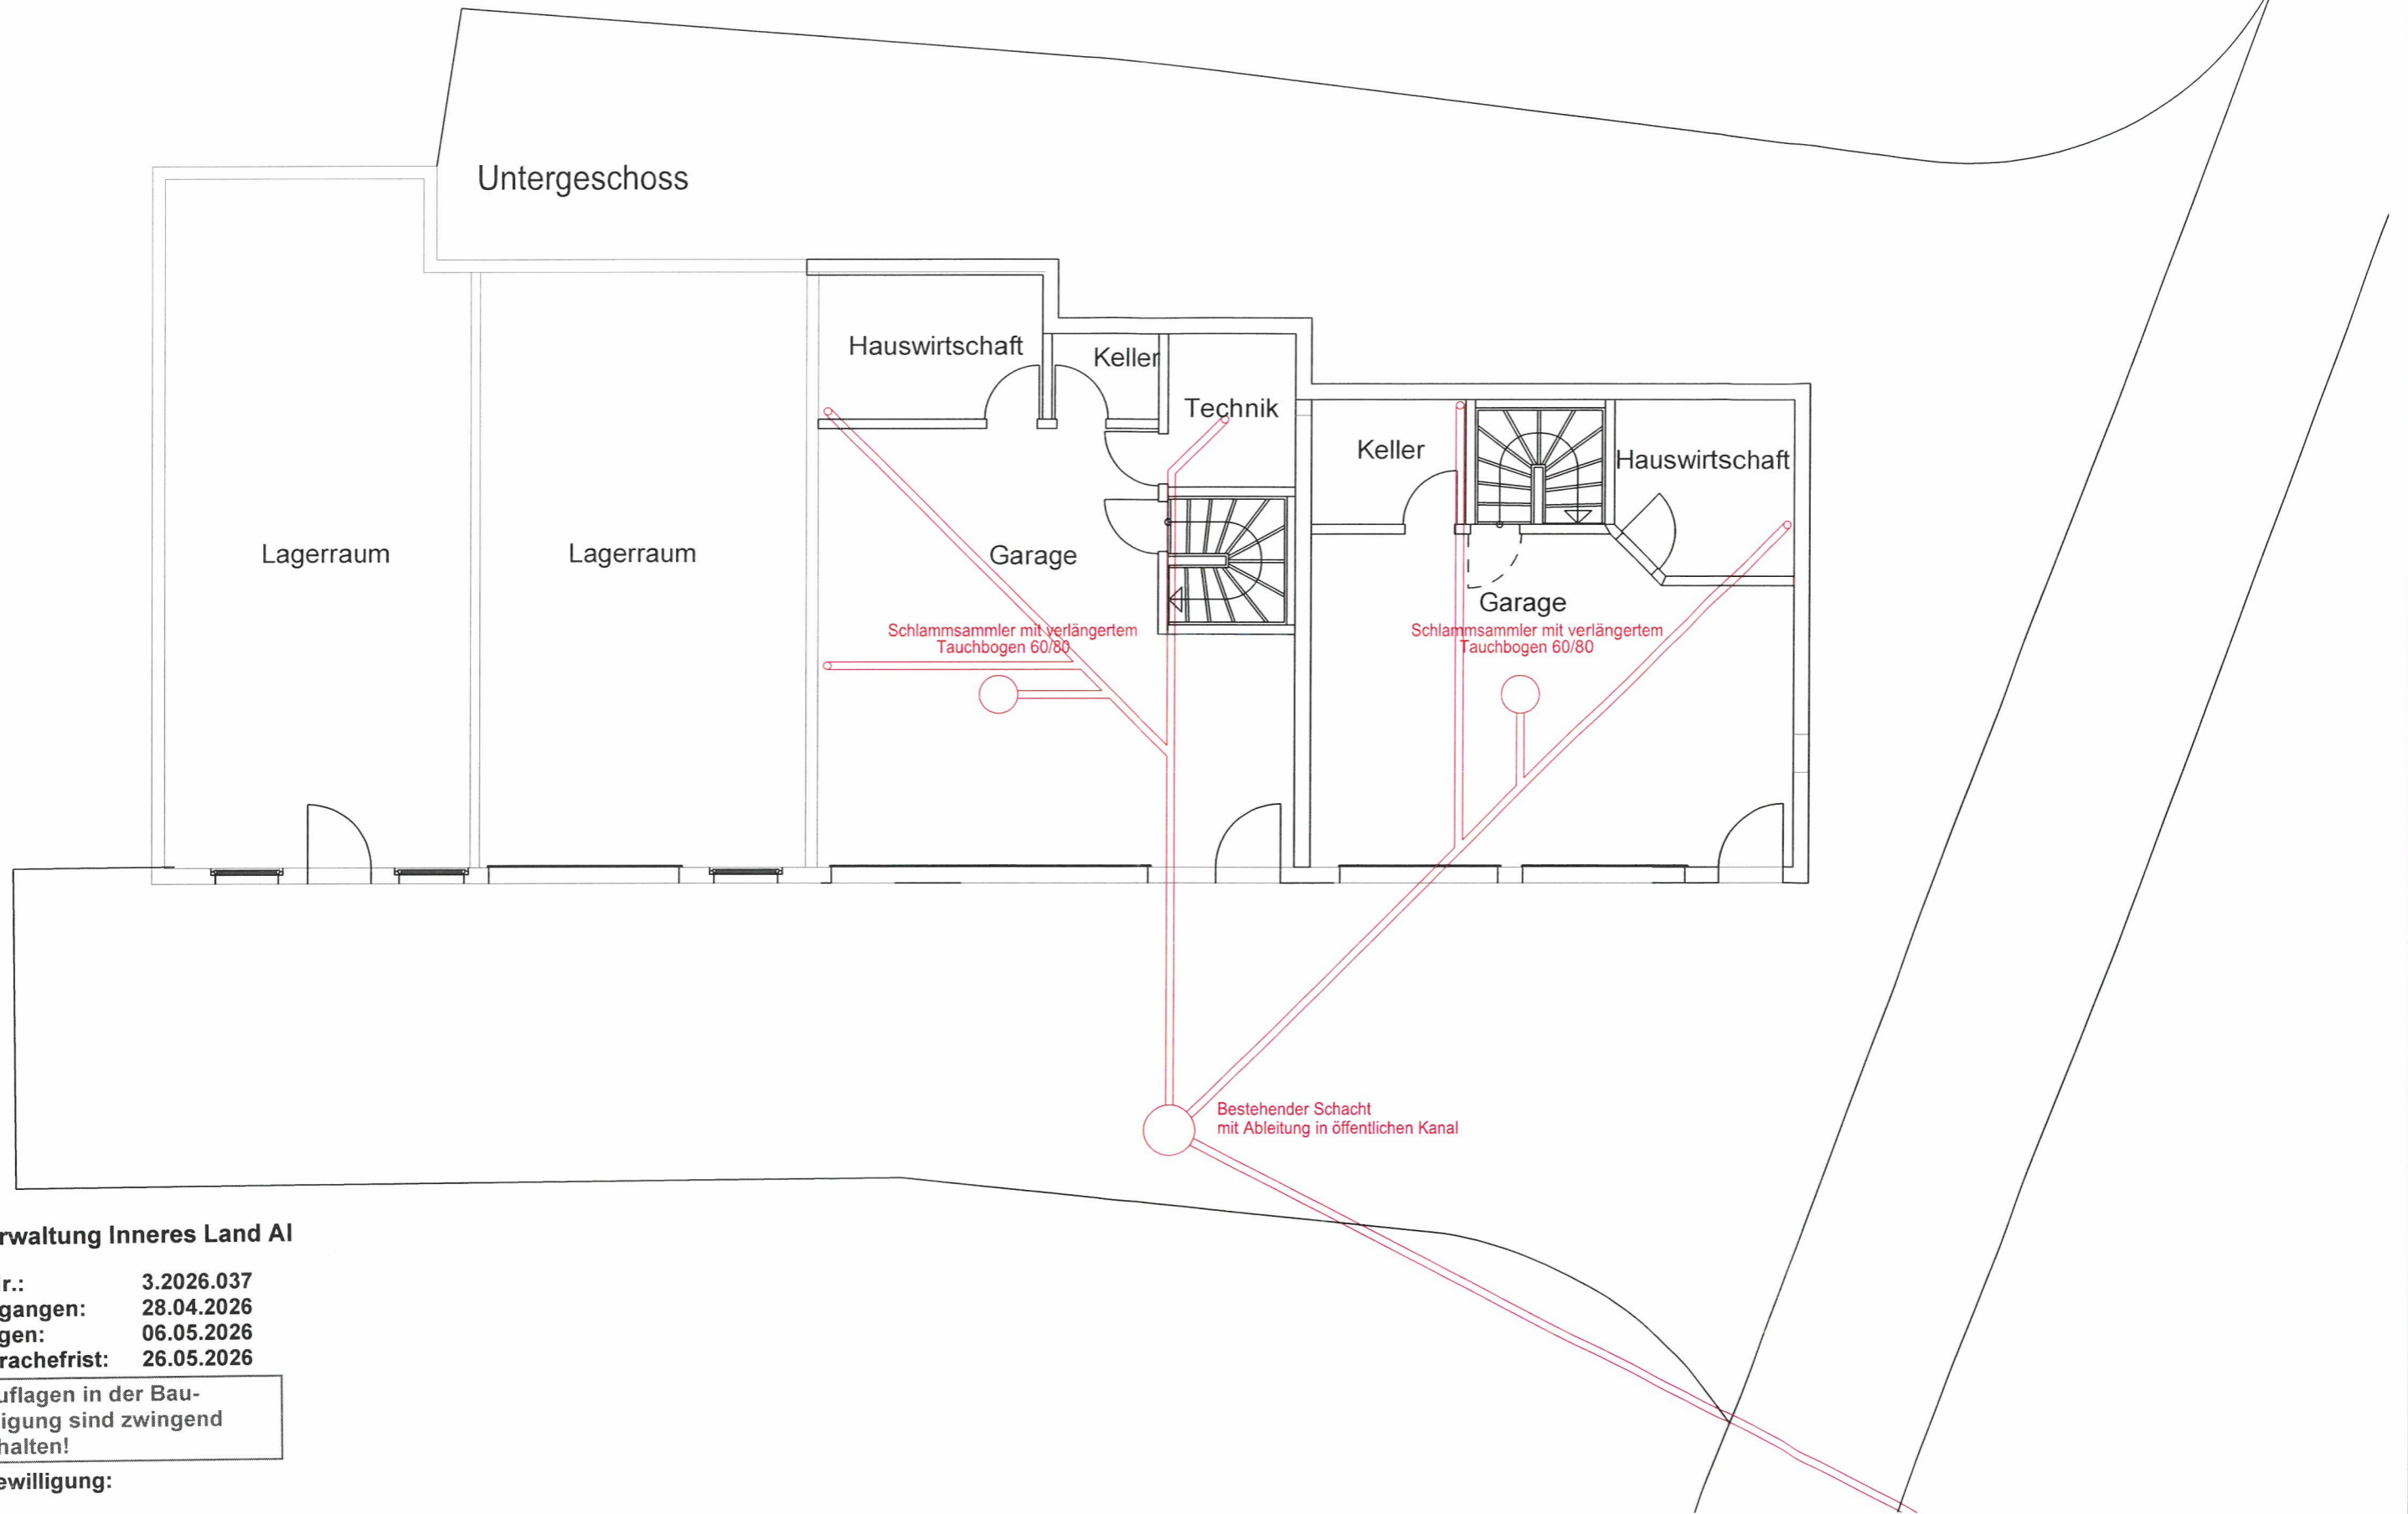 Untergeschoss
Hauswirtschaft
Keller
Technik
Keller
Hauswirtschaft
Lagerraum
Lagerraum
Garage
Garage
Schlammsammler mit verlängertem
Tauchbogen 60/80
Schlammsammler mit verlängertem
Tauchbogen 60/80
Bestehender Schacht
mit Ableitung in öffentlichen Kanal
rwaltung Inneres Land AI
r.: 3.2026.037
gangen: 28.04.2026
gen: 06.05.2026
rachefrist: 26.05.2026
uflagen in der Bau-
igung sind zwingend
halten!
ewilligung: